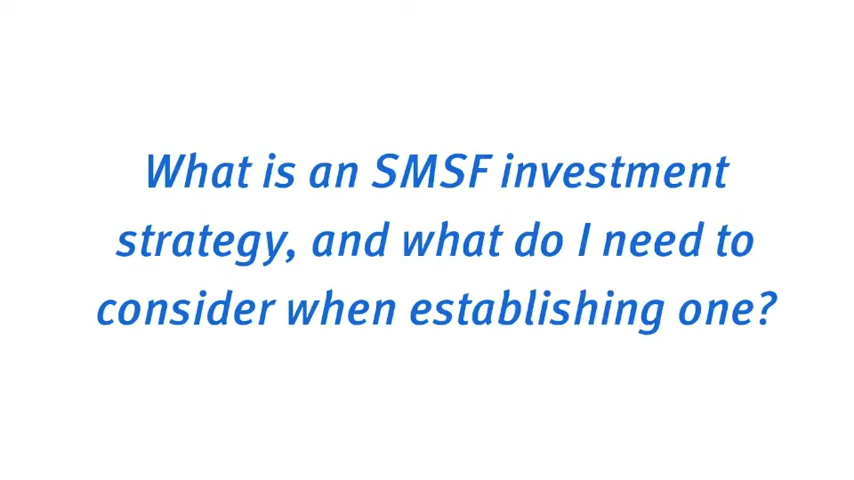 What is an SMSF investment
strategy, and what do I need to
consider when establishing one?